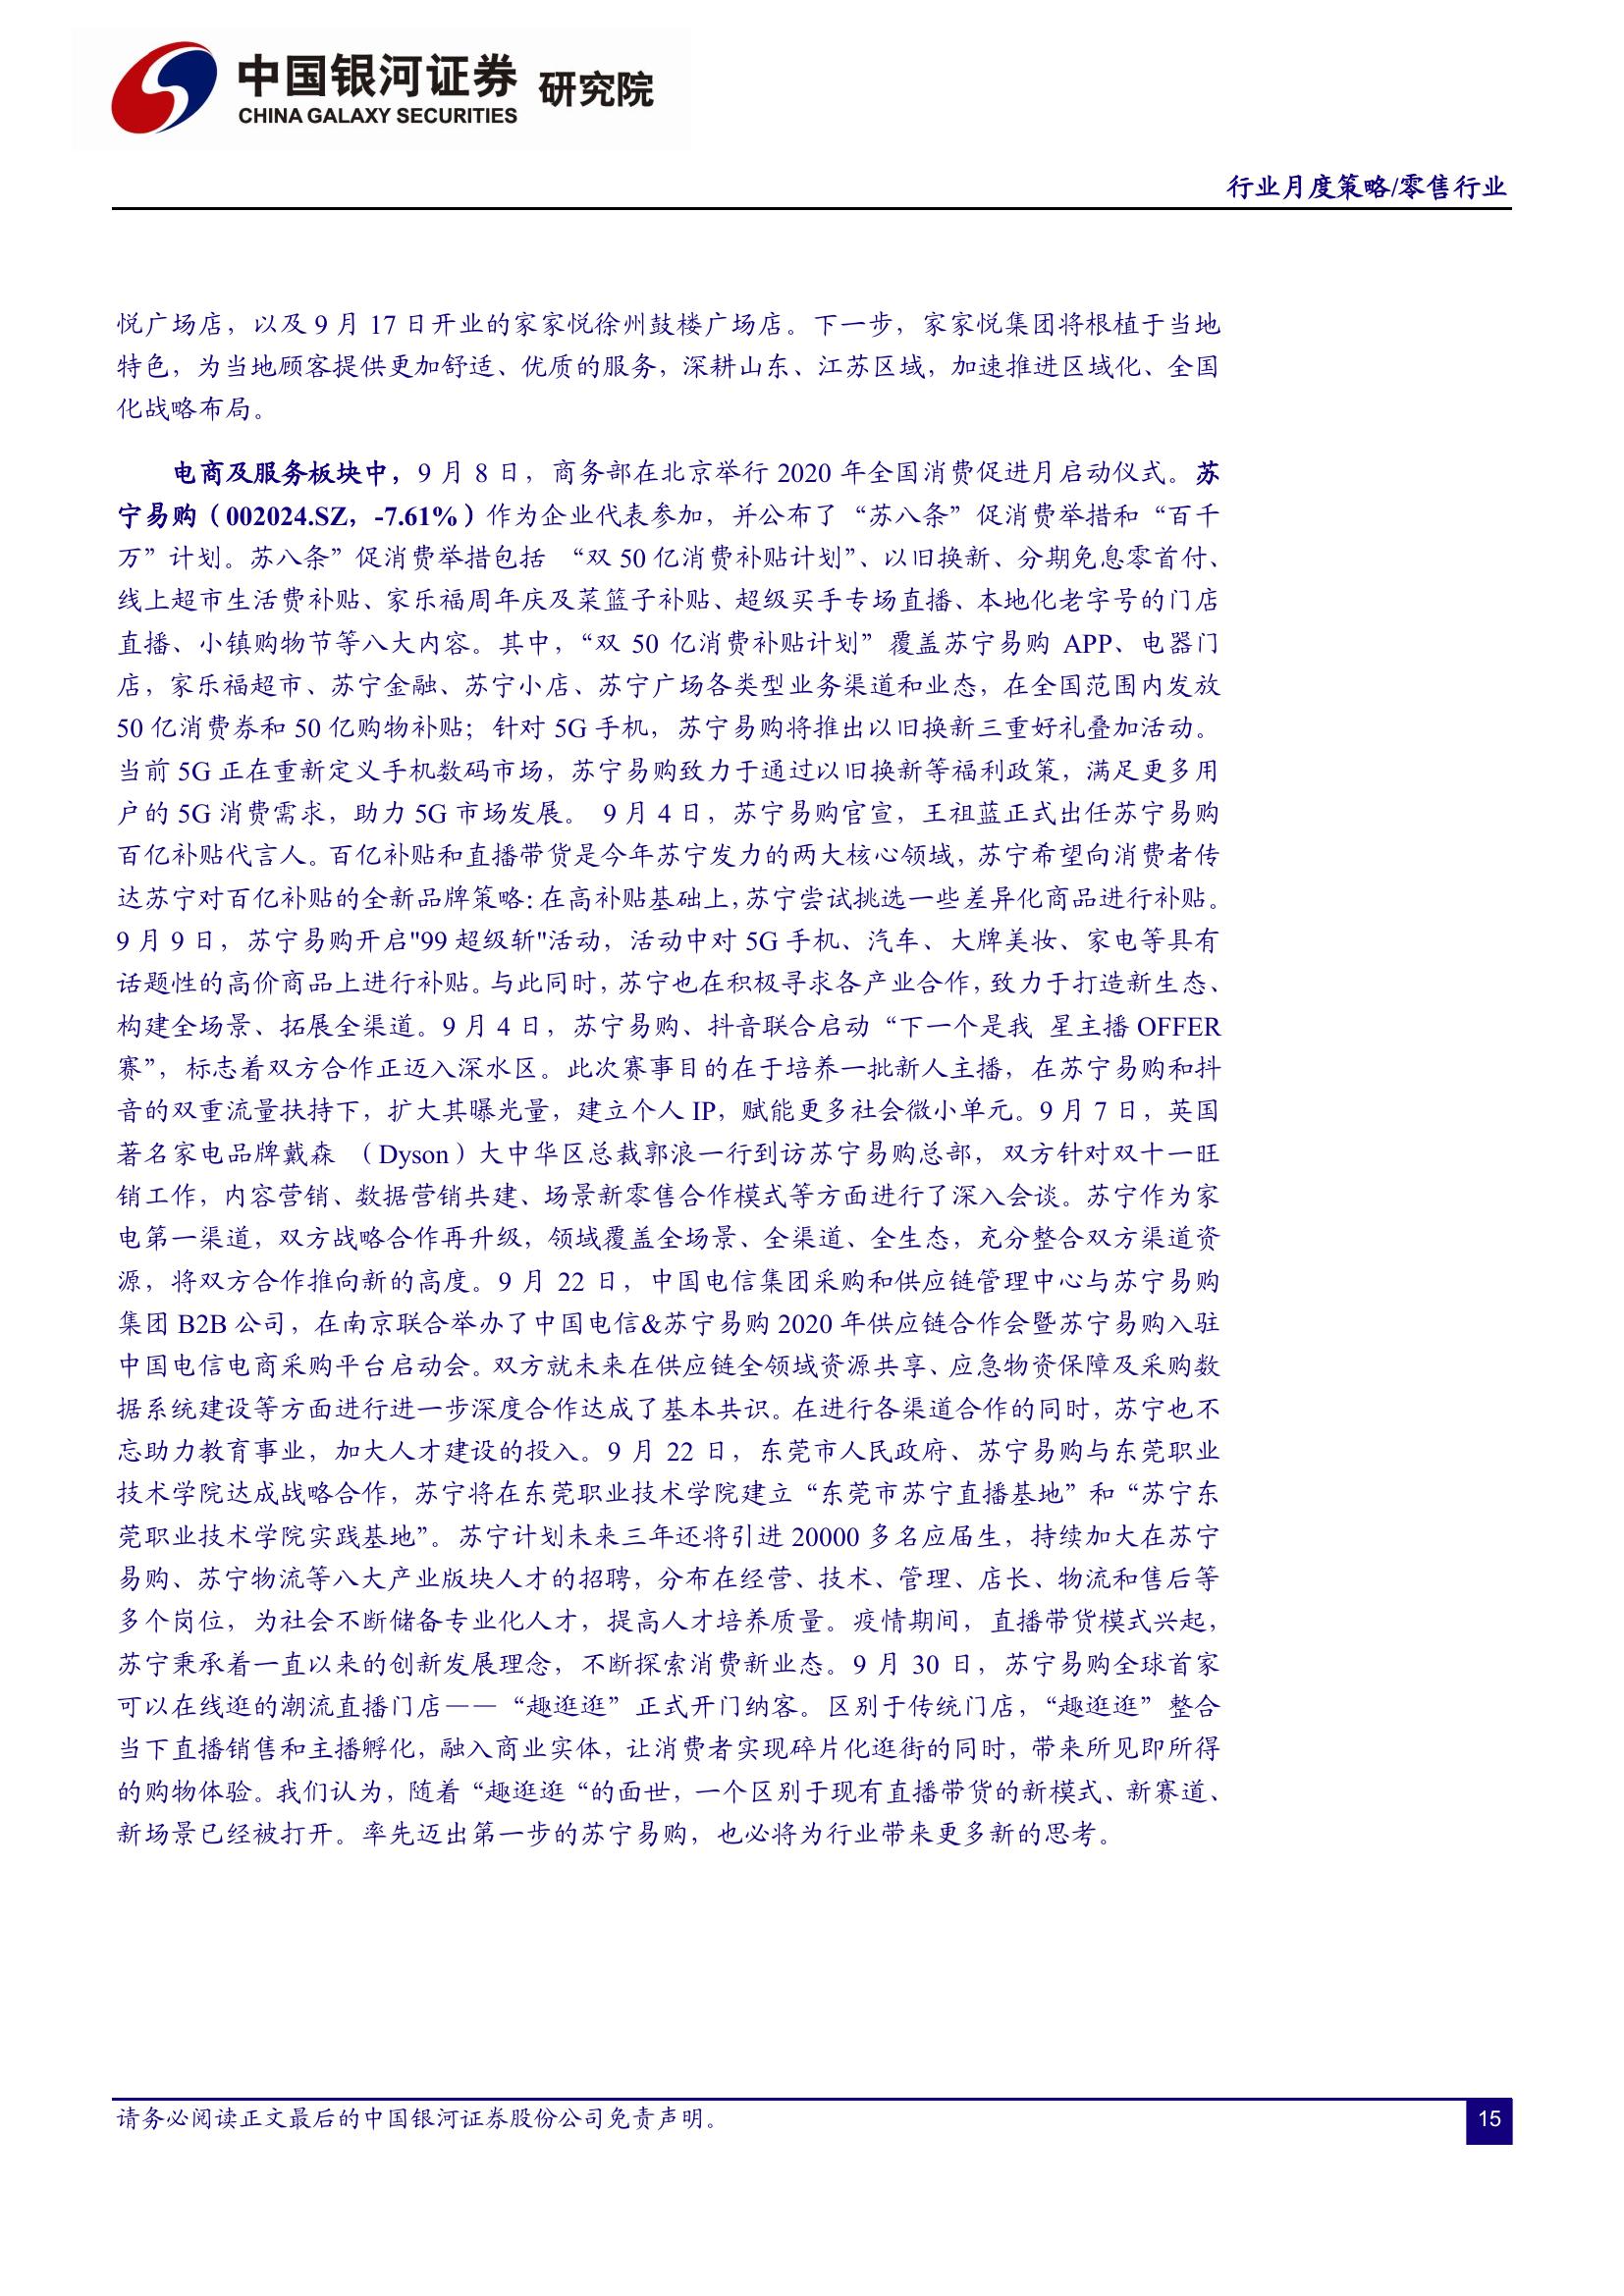 中国银河证券 研究院
CHINA GALAXY SECURITIES
行业月度策略/零售行业
悦广场店，以及 9 月 17 日开业的家家悦徐州鼓楼广场店。下一步，家家悦集团将根植于当地
特色，为当地顾客提供更加舒适、优质的服务，深耕山东、江苏区域，加速推进区域化、全国
化战略布局。
电商及服务板块中，9 月 8 日，商务部在北京举行 2020 年全国消费促进月启动仪式。苏
宁易购（002024.SZ，-7.61%）作为企业代表参加，并公布了“苏八条”促消费举措和“百千
万”计划。苏八条”促消费举措包括 “双 50 亿消费补贴计划”、以旧换新、分期免息零首付、
线上超市生活费补贴、家乐福周年庆及菜篮子补贴、超级买手专场直播、本地化老字号的门店
直播、小镇购物节等八大内容。其中，“双 50 亿消费补贴计划”覆盖苏宁易购 APP、电器门
店，家乐福超市、苏宁金融、苏宁小店、苏宁广场各类型业务渠道和业态，在全国范围内发放
50 亿消费券和 50 亿购物补贴；针对 5G 手机，苏宁易购将推出以旧换新三重好礼叠加活动。
当前 5G 正在重新定义手机数码市场，苏宁易购致力于通过以旧换新等福利政策，满足更多用
户的 5G 消费需求，助力 5G 市场发展。 9 月 4 日，苏宁易购官宣，王祖蓝正式出任苏宁易购
百亿补贴代言人。百亿补贴和直播带货是今年苏宁发力的两大核心领域，苏宁希望向消费者传
达苏宁对百亿补贴的全新品牌策略：在高补贴基础上，苏宁尝试挑选一些差异化商品进行补贴。
9 月 9 日，苏宁易购开启"99 超级斩"活动，活动中对 5G 手机、汽车、大牌美妆、家电等具有
话题性的高价商品上进行补贴。与此同时，苏宁也在积极寻求各产业合作，致力于打造新生态、
构建全场景、拓展全渠道。9 月 4 日，苏宁易购、抖音联合启动“下一个是我 星主播 OFFER
赛”，标志着双方合作正迈入深水区。此次赛事目的在于培养一批新人主播，在苏宁易购和抖
音的双重流量扶持下，扩大其曝光量，建立个人 IP，赋能更多社会微小单元。9 月 7 日，英国
著名家电品牌戴森 （Dyson）大中华区总裁郭浪一行到访苏宁易购总部，双方针对双十一旺
销工作，内容营销、数据营销共建、场景新零售合作模式等方面进行了深入会谈。苏宁作为家
电第一渠道，双方战略合作再升级，领域覆盖全场景、全渠道、全生态，充分整合双方渠道资
源，将双方合作推向新的高度。9 月 22 日，中国电信集团采购和供应链管理中心与苏宁易购
集团 B2B 公司，在南京联合举办了中国电信&苏宁易购 2020 年供应链合作会暨苏宁易购入驻
中国电信电商采购平台启动会。双方就未来在供应链全领域资源共享、应急物资保障及采购数
据系统建设等方面进行进一步深度合作达成了基本共识。在进行各渠道合作的同时，苏宁也不
忘助力教育事业，加大人才建设的投入。9 月 22 日，东莞市人民政府、苏宁易购与东莞职业
技术学院达成战略合作，苏宁将在东莞职业技术学院建立“东莞市苏宁直播基地”和“苏宁东
莞职业技术学院实践基地”。苏宁计划未来三年还将引进 20000 多名应届生，持续加大在苏宁
易购、苏宁物流等八大产业版块人才的招聘，分布在经营、技术、管理、店长、物流和售后等
多个岗位，为社会不断储备专业化人才，提高人才培养质量。疫情期间，直播带货模式兴起，
苏宁秉承着一直以来的创新发展理念，不断探索消费新业态。9 月 30 日，苏宁易购全球首家
可以在线逛的潮流直播门店——“趣逛逛”正式开门纳客。区别于传统门店，“趣逛逛”整合
当下直播销售和主播孵化，融入商业实体，让消费者实现碎片化逛街的同时，带来所见即所得
的购物体验。我们认为，随着“趣逛逛“的面世，一个区别于现有直播带货的新模式、新赛道、
新场景已经被打开。率先迈出第一步的苏宁易购，也必将为行业带来更多新的思考。
请务必阅读正文最后的中国银河证券股份公司免责声明。
15